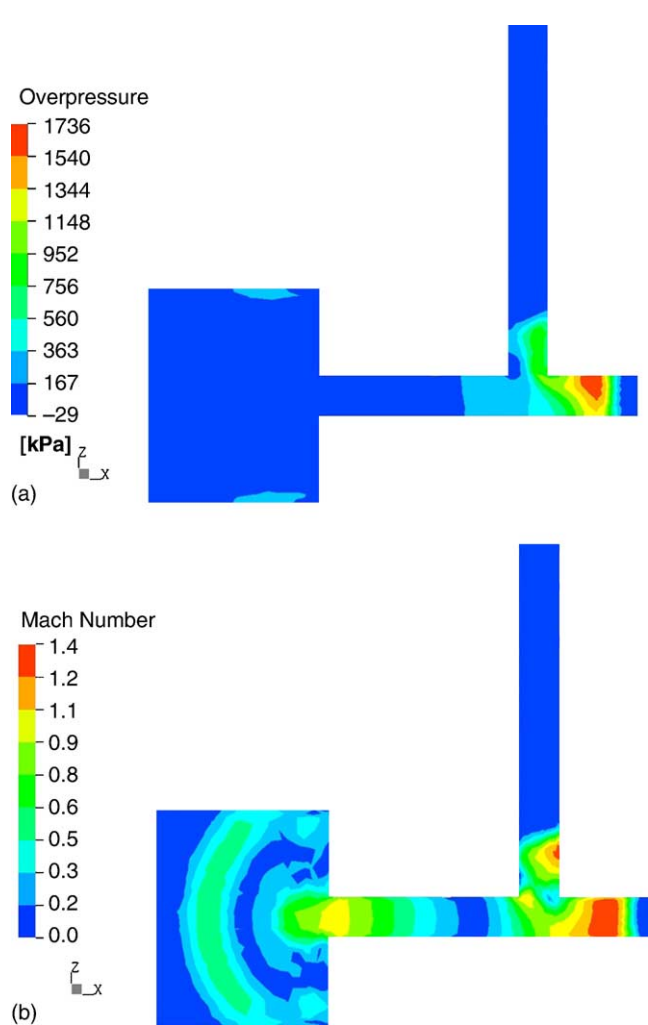 Overpressure
1736
1540
1344
1148
952
756
560
363
167
−29
[kPa]
Z
X
(a)
Mach Number
1.4
1.2
1.1
0.9
0.8
0.6
0.5
0.3
0.2
0.0
Z
X
(b)